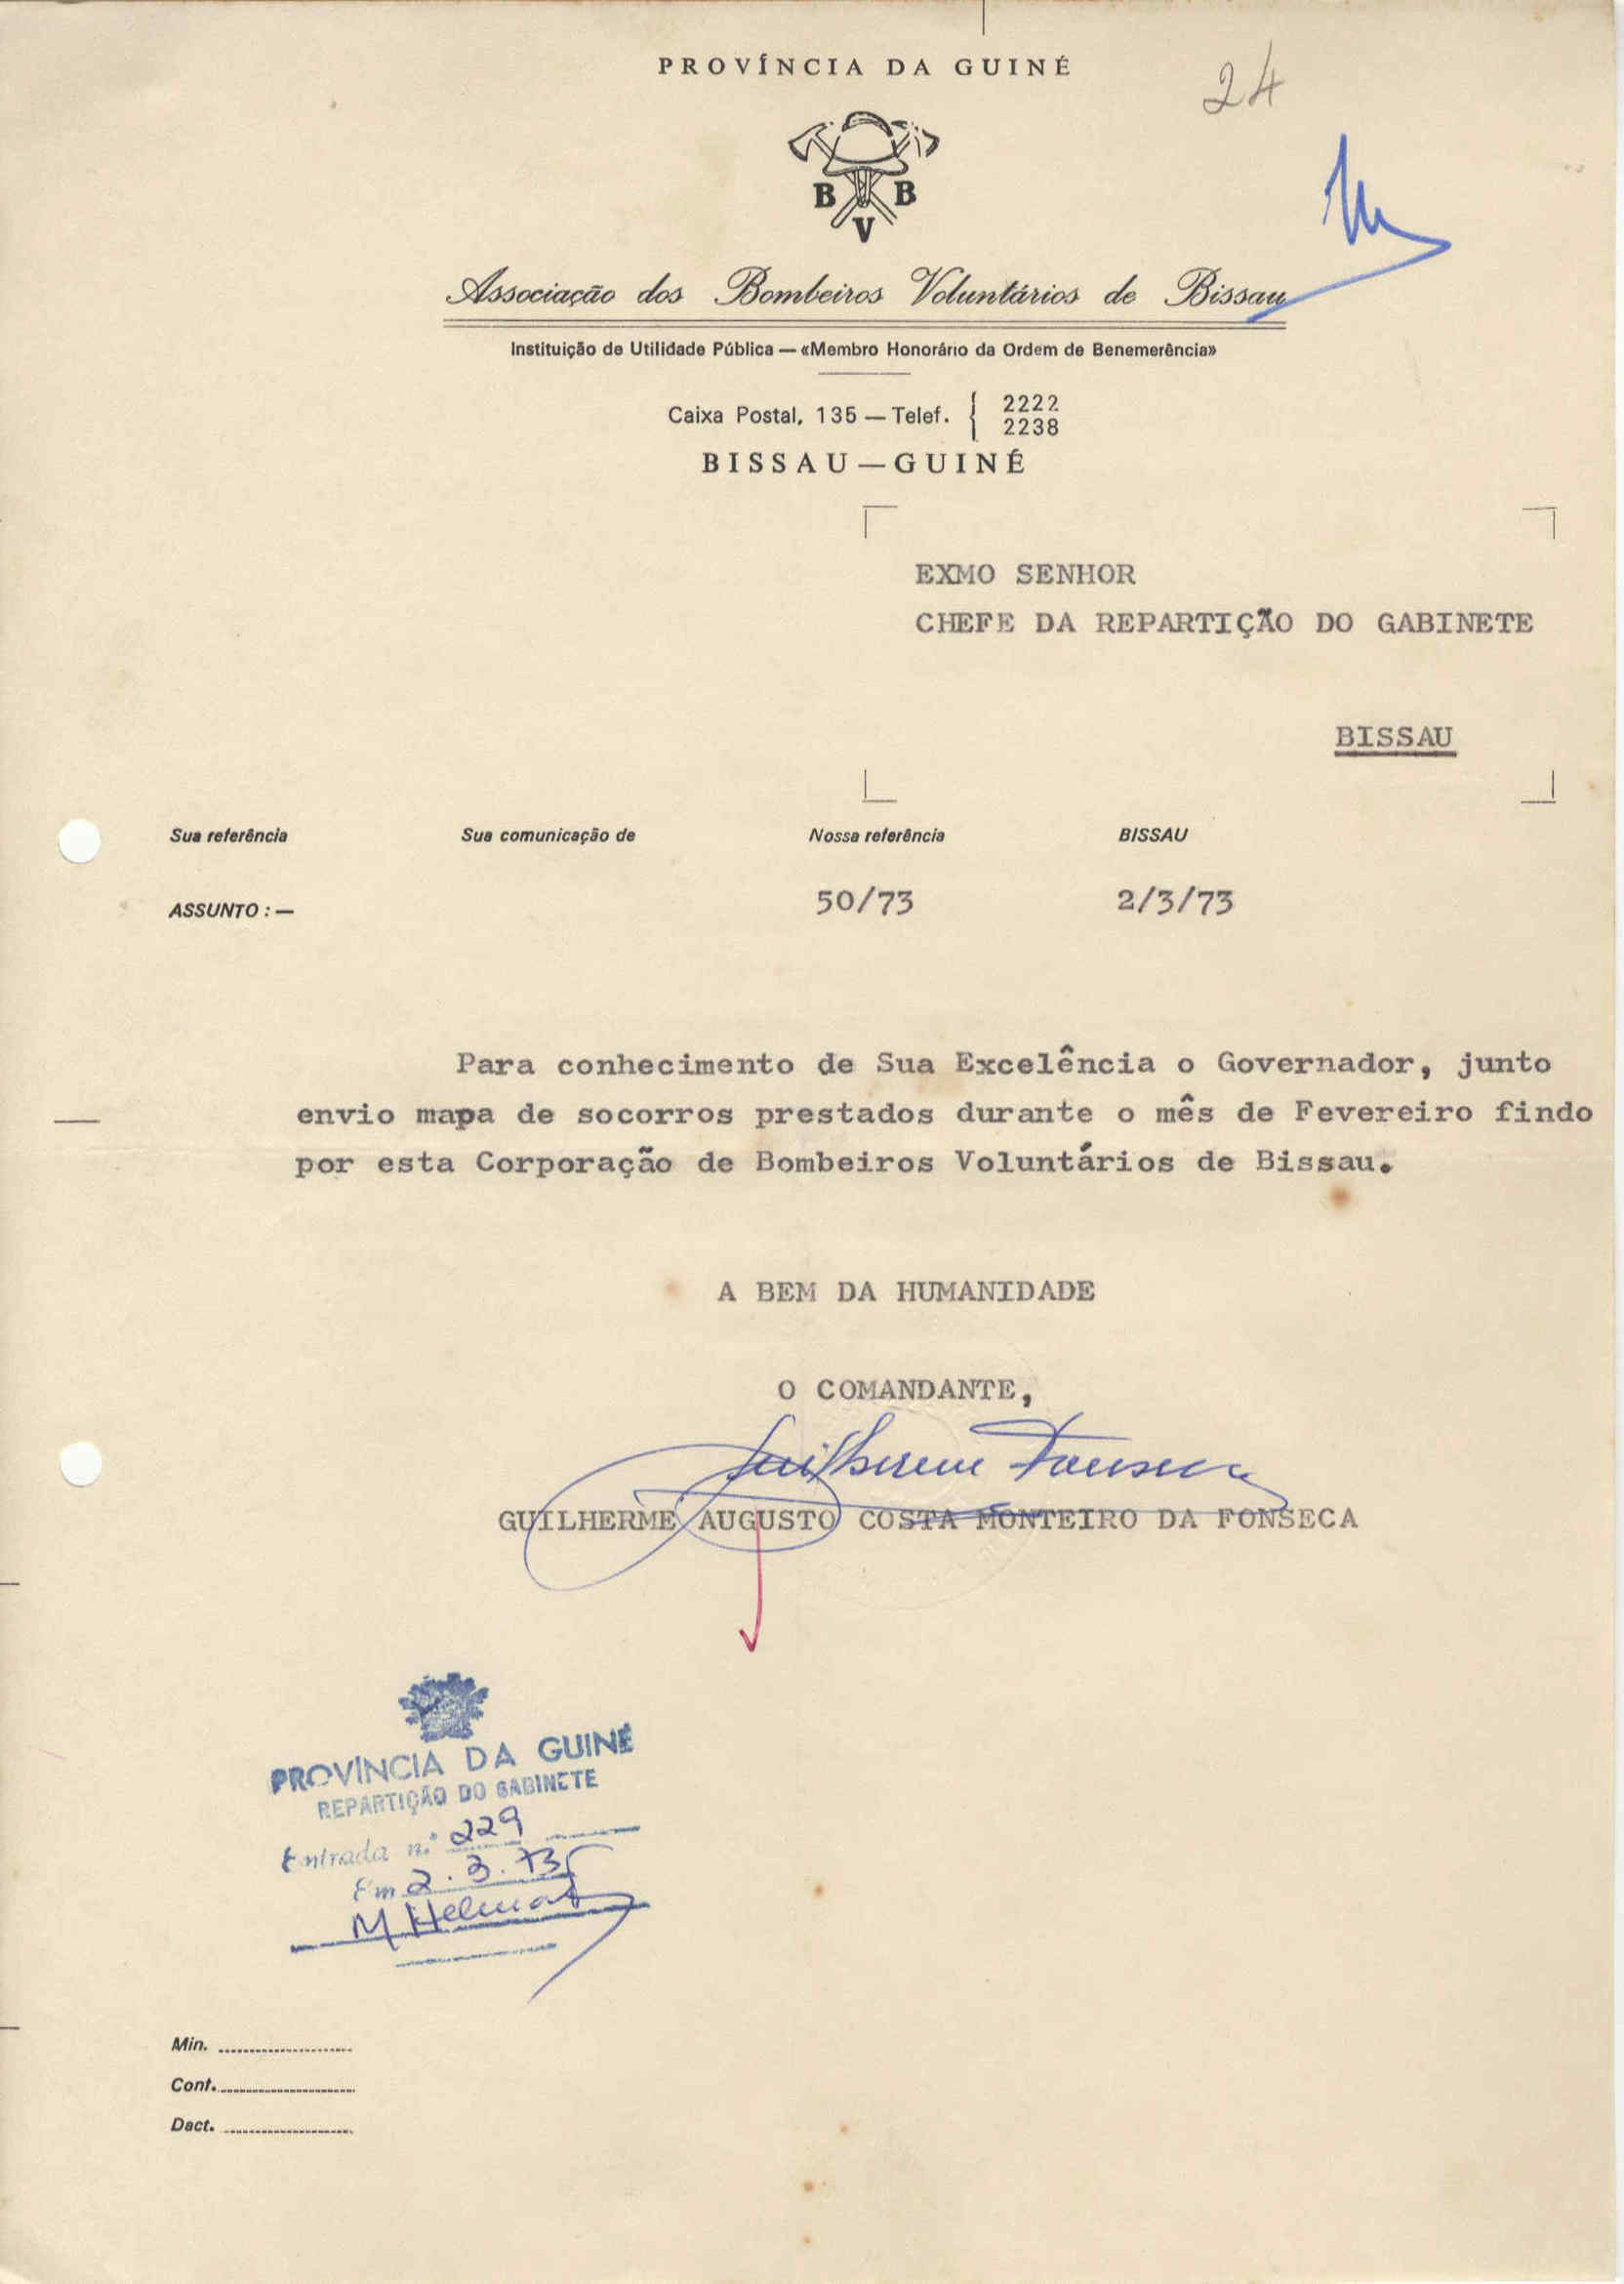 PROVÍNCIA DA GUINÉ
24
B B
V
Associação dos Bombeiros Voluntários de Bissau
Instituição de Utilidade Pública — «Membro Honorário da Ordem de Benemerência»
Caixa Postal, 135 — Telef. { 2222
2238
BISSAU — GUINÉ
EXMO SENHOR
CHEFE DA REPARTIÇÃO DO GABINETE
BISSAU
Sua referência Sua comunicação de Nossa referência BISSAU
ASSUNTO : — 50/73 2/3/73
Para conhecimento de Sua Excelência o Governador, junto
envio mapa de socorros prestados durante o mês de Fevereiro findo
por esta Corporação de Bombeiros Voluntários de Bissau.
A BEM DA HUMANIDADE
O COMANDANTE,
Guilherme Fonseca
GUILHERME AUGUSTO COSTA MONTEIRO DA FONSECA
PROVÍNCIA DA GUINÉ
REPARTIÇÃO DO GABINETE
Entrada n.º 229
Em 2.3.73
Min.
Cont.
Dact.